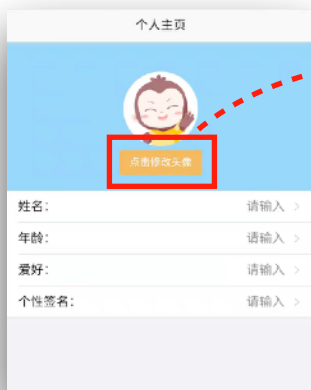 个人主页
点击修改头像
姓名: 请输入 >
年龄: 请输入 >
爱好: 请输入 >
个性签名: 请输入 >